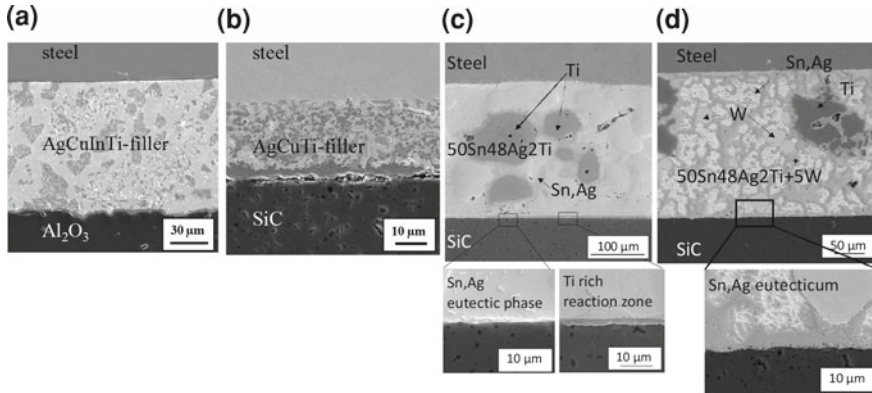 (a)
steel
AgCuInTi-filler
Al₂O₃
30 µm
(b)
steel
AgCuTi-filler
SiC
10 µm
(c)
Steel
Ti
50Sn48Ag2Ti
Sn,Ag
SiC
100 µm
Sn,Ag
eutectic phase
10 µm
Ti rich
reaction zone
10 µm
(d)
Steel
Sn,Ag
Ti
W
50Sn48Ag2Ti+5W
SiC
50 µm
Sn,Ag eutecticum
10 µm